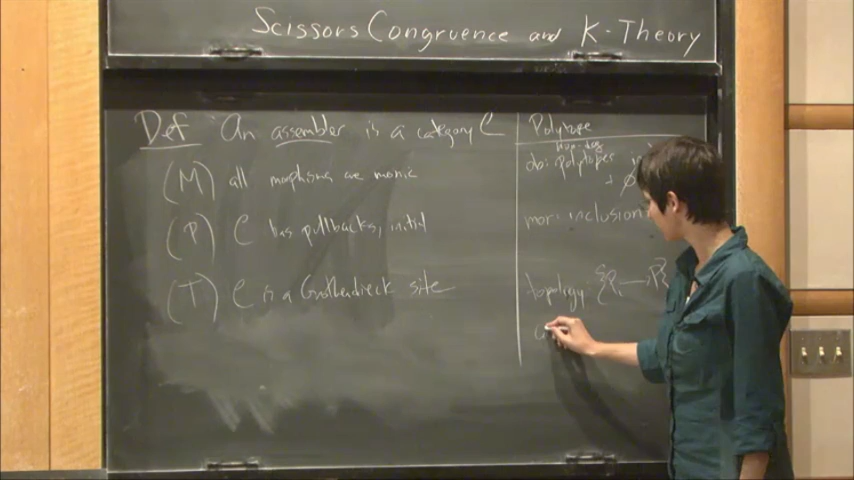 Scissors Congruence and K-Theory
Def An assembler is a category C
(M) all morphisms are monic
(P) C has pullbacks, initial
(T) C is a Grothendieck site
Polytope
ob: polytopes
+ ∅
mor: inclusion
topology {Pᵢ → P}